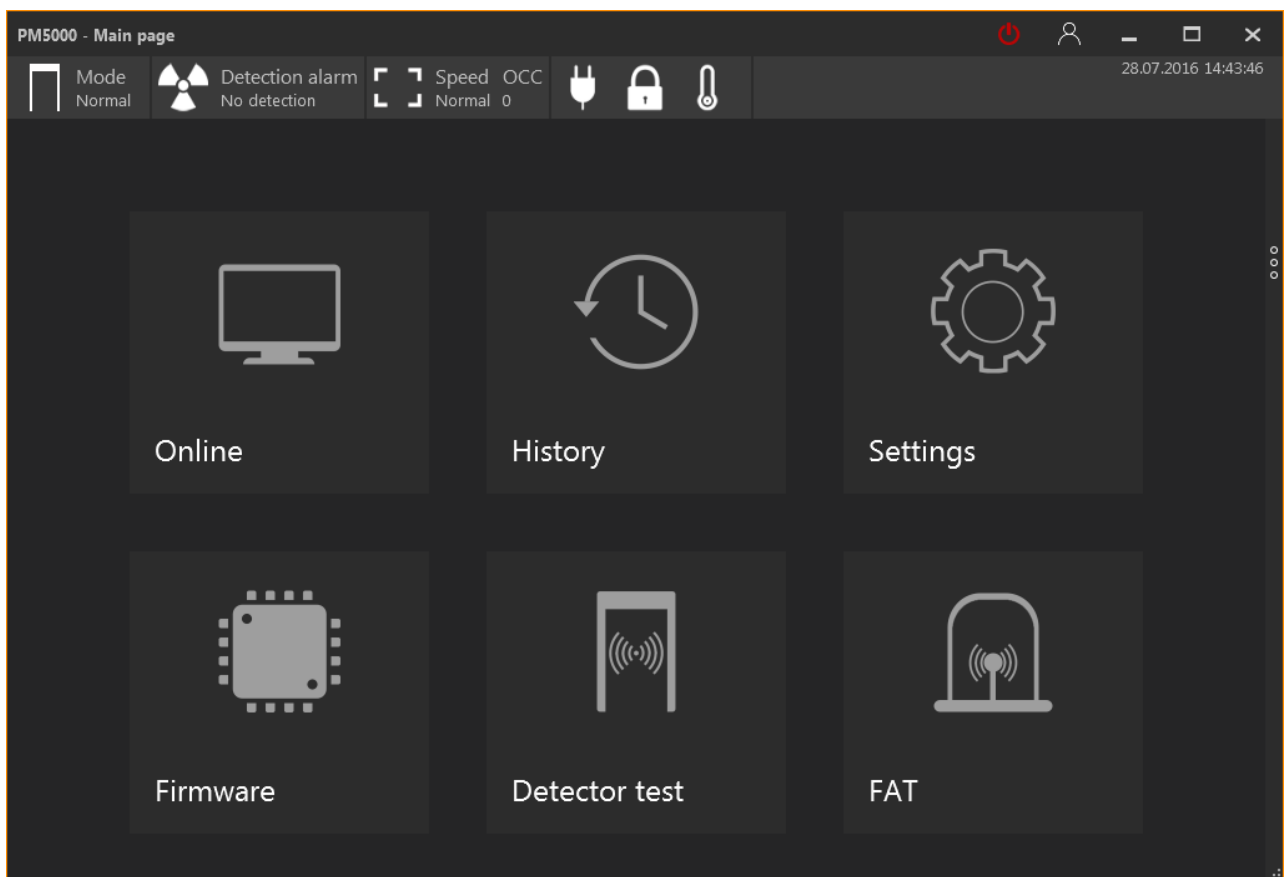 PM5000 - Main page
28.07.2016 14:43:46
Mode
Normal
Detection alarm
No detection
Speed OCC
Normal 0
Online
History
Settings
Firmware
Detector test
FAT